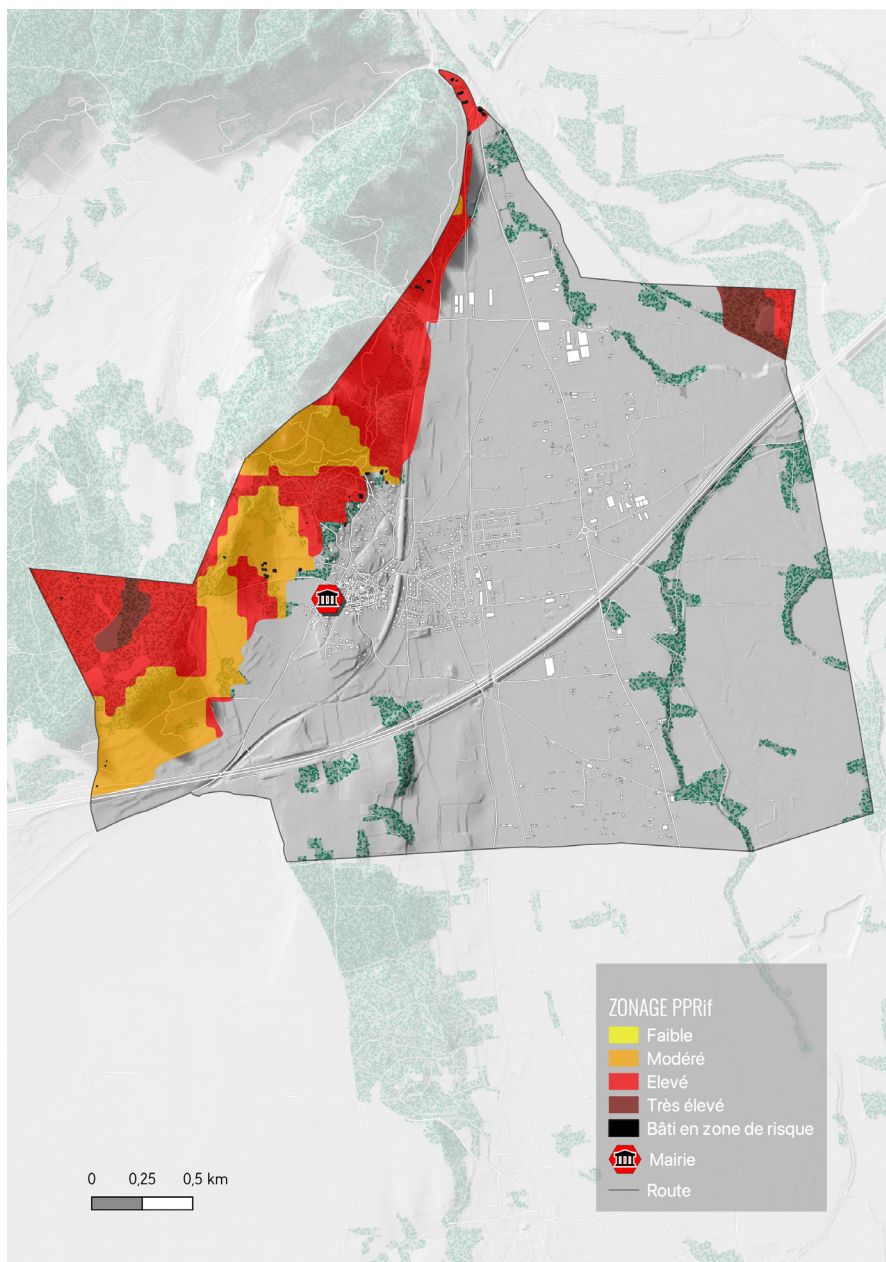 ZONAGE PPRif
Faible
Modéré
Elevé
Très élevé
Bâti en zone de risque
Mairie
Route
0 0,25 0,5 km